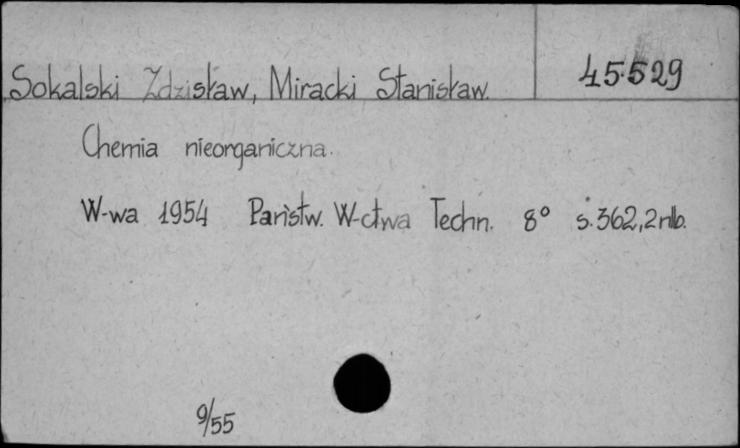 Sokalski Zdzisław, Miracki Stanisław. 45529
Chemia nieorganiczna.
W-wa 1954 Państw. W-ctwa Techn. 8° s. 362, 2 nlb.
9/55